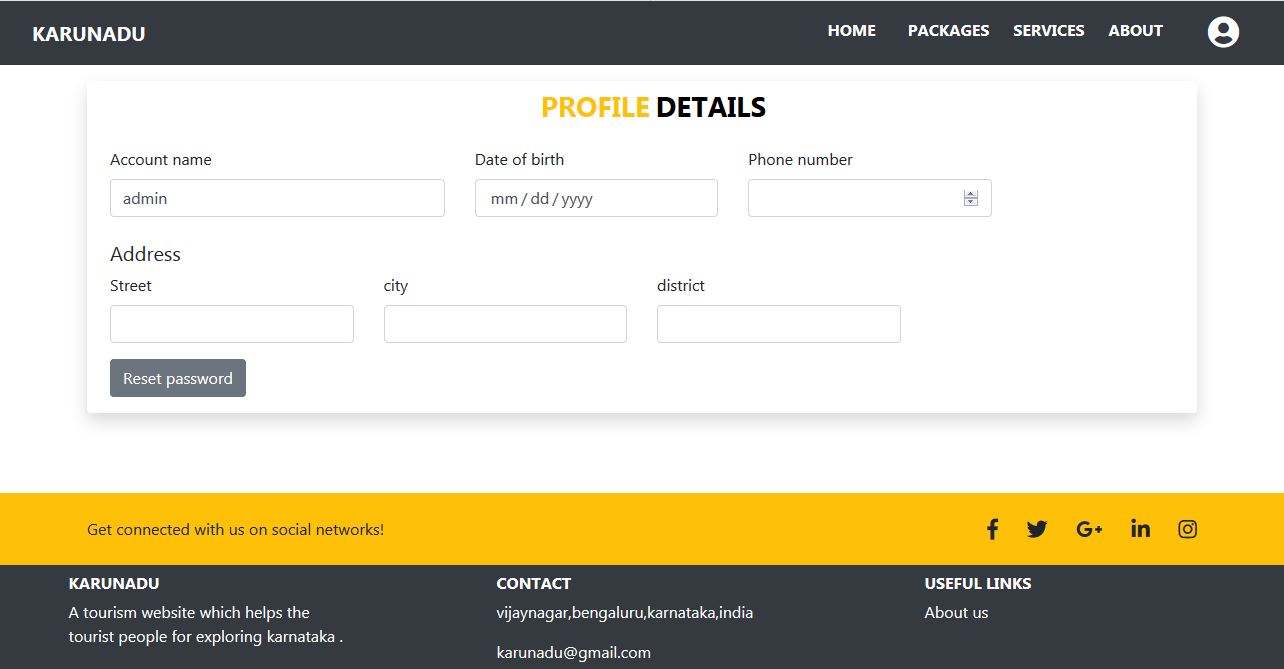 KARUNADU
HOME PACKAGES SERVICES ABOUT
PROFILE DETAILS
Account name Date of birth Phone number
admin mm / dd / yyyy
Address
Street city district
Reset password
Get connected with us on social networks!
KARUNADU CONTACT USEFUL LINKS
A tourism website which helps the vijaynagar,bengaluru,karnataka,india About us
tourist people for exploring karnataka .
karunadu@gmail.com